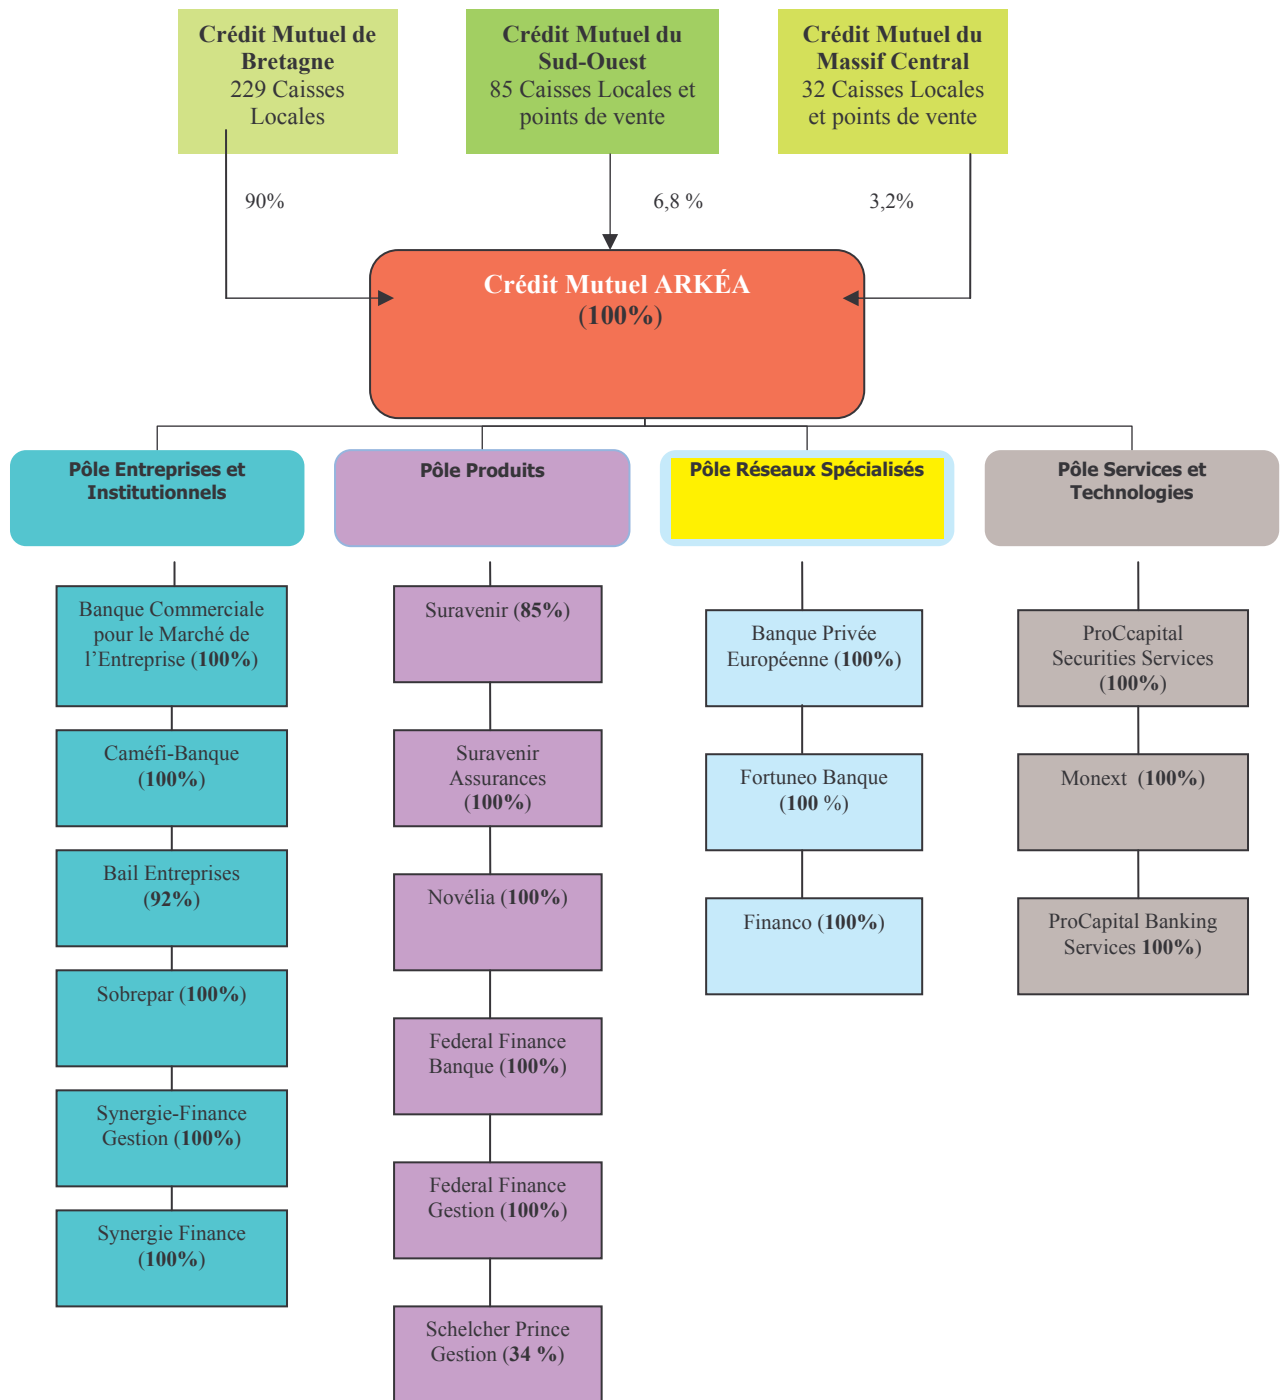 Crédit Mutuel de
Bretagne
229 Caisses
Locales
Crédit Mutuel du
Sud-Ouest
85 Caisses Locales et
points de vente
Crédit Mutuel du
Massif Central
32 Caisses Locales
et points de vente
90%
6,8 %
3,2%
Crédit Mutuel ARKÉA
(100%)
Pôle Entreprises et
Institutionnels
Pôle Produits
Pôle Réseaux Spécialisés
Pôle Services et
Technologies
Banque Commerciale
pour le Marché de
l’Entreprise (100%)
Caméfi-Banque
(100%)
Bail Entreprises
(92%)
Sobrepar (100%)
Synergie-Finance
Gestion (100%)
Synergie Finance
(100%)
Suravenir (85%)
Suravenir
Assurances
(100%)
Novélia (100%)
Federal Finance
Banque (100%)
Federal Finance
Gestion (100%)
Schelcher Prince
Gestion (34 %)
Banque Privée
Européenne (100%)
Fortuneo Banque
(100 %)
Financo (100%)
ProCcapital
Securities Services
(100%)
Monext (100%)
ProCapital Banking
Services 100%)